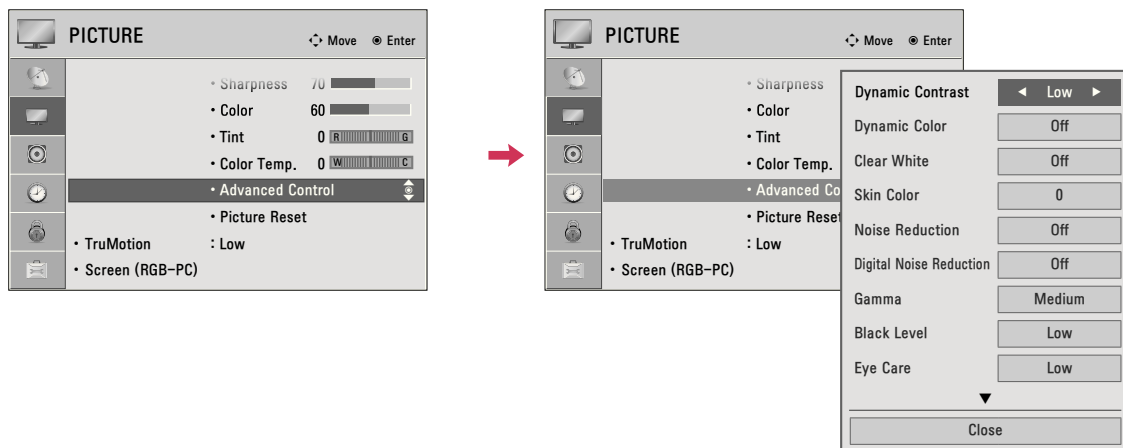 PICTURE
Move Enter
• Sharpness 70
• Color 60
• Tint 0 R G
• Color Temp. 0 W C
• Advanced Control
• Picture Reset
• TruMotion : Low
• Screen (RGB-PC)
PICTURE
Move Enter
• Sharpness
• Color
• Tint
• Color Temp.
• Advanced Co
• Picture Reset
• TruMotion : Low
• Screen (RGB-PC)
Dynamic Contrast ◄ Low ►
Dynamic Color Off
Clear White Off
Skin Color 0
Noise Reduction Off
Digital Noise Reduction Off
Gamma Medium
Black Level Low
Eye Care Low
▼
Close